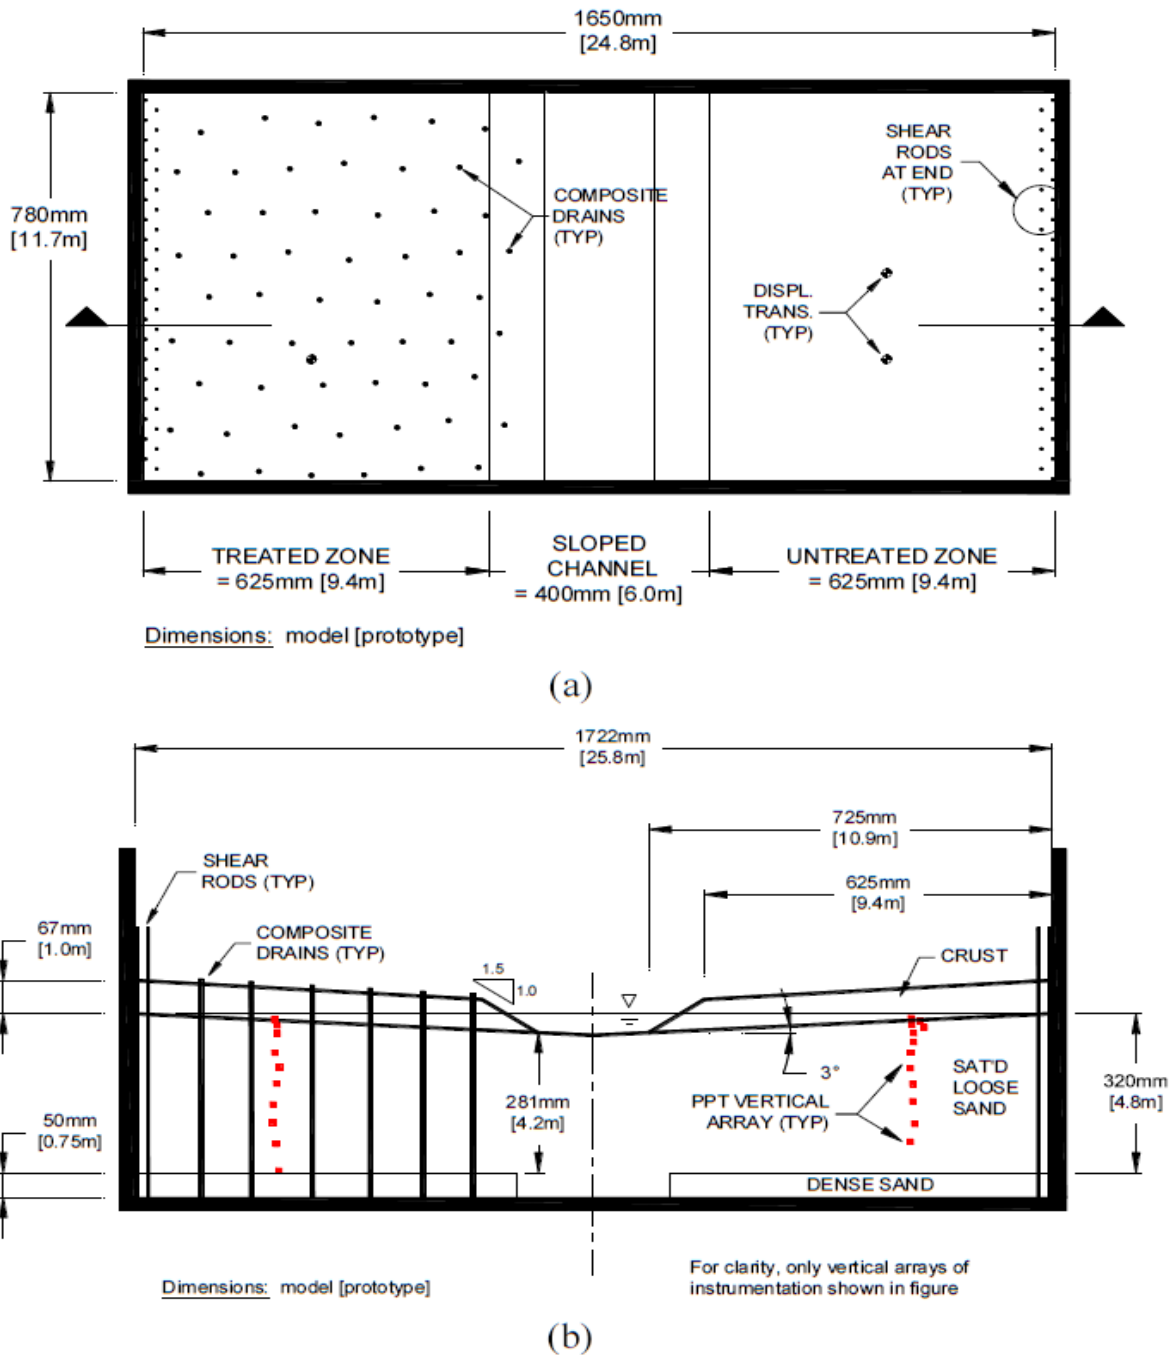 1650mm
[24.8m]
SHEAR
RODS
AT END
(TYP)
COMPOSITE
DRAINS
(TYP)
780mm
[11.7m]
DISPL.
TRANS.
(TYP)
TREATED ZONE
= 625mm [9.4m]
SLOPED
CHANNEL
= 400mm [6.0m]
UNTREATED ZONE
= 625mm [9.4m]
Dimensions: model [prototype]
(a)
1722mm
[25.8m]
725mm
[10.9m]
625mm
[9.4m]
SHEAR
RODS (TYP)
67mm
[1.0m]
COMPOSITE
DRAINS (TYP)
1.5
1.0
CRUST
3°
281mm
[4.2m]
PPT VERTICAL
ARRAY (TYP)
SAT'D
LOOSE
SAND
320mm
[4.8m]
50mm
[0.75m]
DENSE SAND
Dimensions: model [prototype]
For clarity, only vertical arrays of
instrumentation shown in figure
(b)